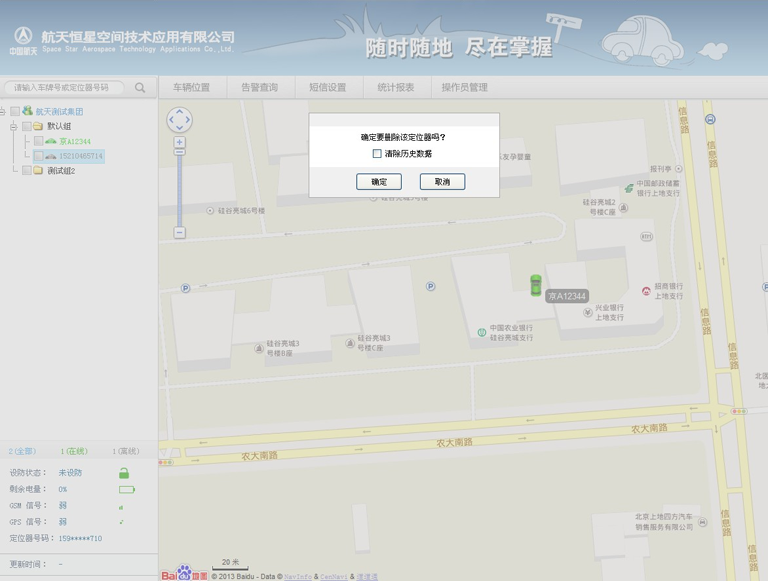 中国航天
航天恒星空间技术应用有限公司
Space Star Aerospace Technology Applications Co.,Ltd.
随时随地 尽在掌握
请输入车牌号或定位器号码
车辆位置
告警查询
短信设置
统计报表
操作员管理
航天测试集团
默认组
京A12344
15210465714
测试组2
确定要删除该定位器吗?
清除历史数据
确定
取消
友孕婴童
硅谷亮城6号楼
报刊亭
中国邮政储蓄
银行上地支行
硅谷亮城2
号楼C座
招商银行
上地支行
京A12344
兴业银行
上地支行
中国农业银行
硅谷亮城支行
硅谷亮城3
号楼B座
硅谷亮城3
号楼C座
信息路
信息路
信息路
信息路
信息路
信息路
农大南路
农大南路
农大南路
北京上地四方汽车
销售服务有限公司
2(全部)
1(在线)
1(离线)
设防状态: 未设防
剩余电量: 0%
GSM 信号: 弱
GPS 信号: 弱
定位器号码: 159*****710
更新时间: -
20 米
Bai du 地图
© 2013 Baidu - Data © NavInfo & CenNavi & 道道通